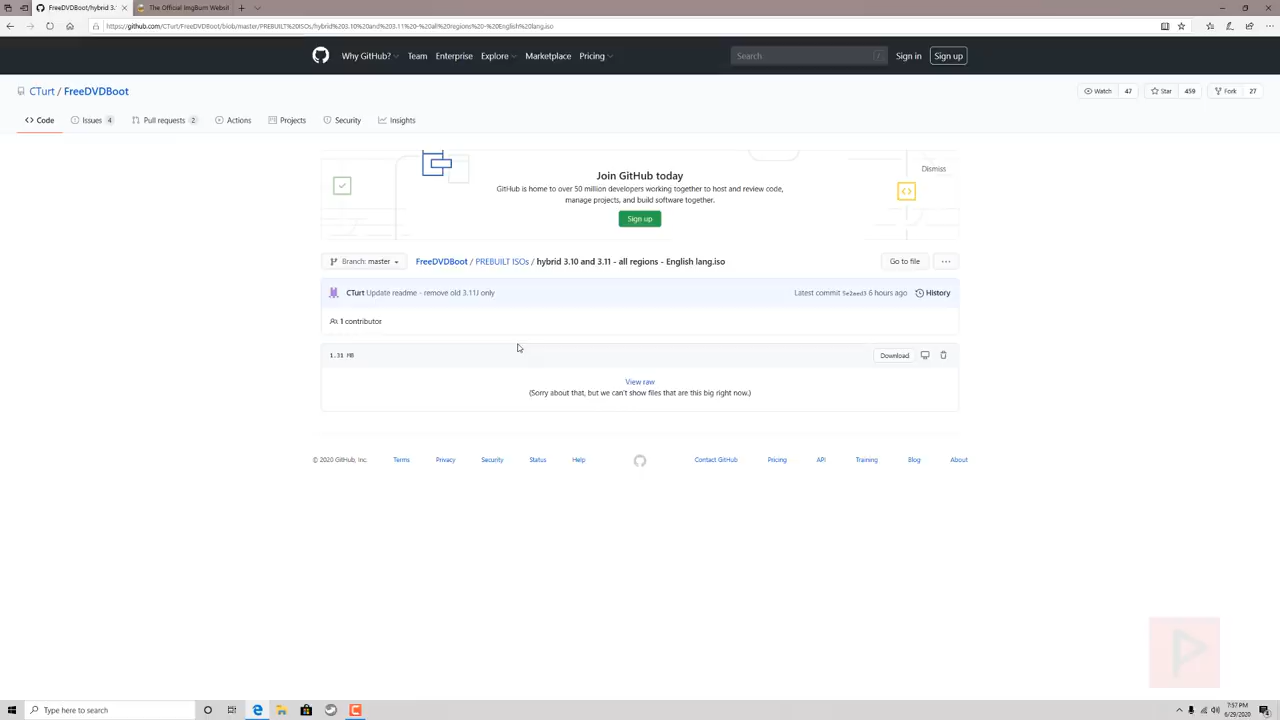 FreeDVDBoot/hybrid 3.
The Official ImgBurn Websi
https://github.com/CTurt/FreeDVDBoot/blob/master/PREBUILT%20ISOs/hybrid%203.10%20and%203.11%20-%20all%20regions%20-%20English%20lang.iso
Why GitHub? Team Enterprise Explore Marketplace Pricing Search / Sign in Sign up
CTurt / FreeDVDBoot Watch 47 Star 459 Fork 27
Code Issues 4 Pull requests 2 Actions Projects Security Insights
Join GitHub today Dismiss
GitHub is home to over 50 million developers working together to host and review code,
manage projects, and build software together.
Sign up
Branch: master FreeDVDBoot / PREBUILT ISOs / hybrid 3.10 and 3.11 - all regions - English lang.iso Go to file ...
CTurt Update readme - remove old 3.11J only Latest commit 5e2aed3 6 hours ago History
1 contributor
1.31 MB Download
View raw
(Sorry about that, but we can't show files that are this big right now.)
© 2020 GitHub, Inc. Terms Privacy Security Status Help Contact GitHub Pricing API Training Blog About
Type here to search
7:57 PM
6/29/2020